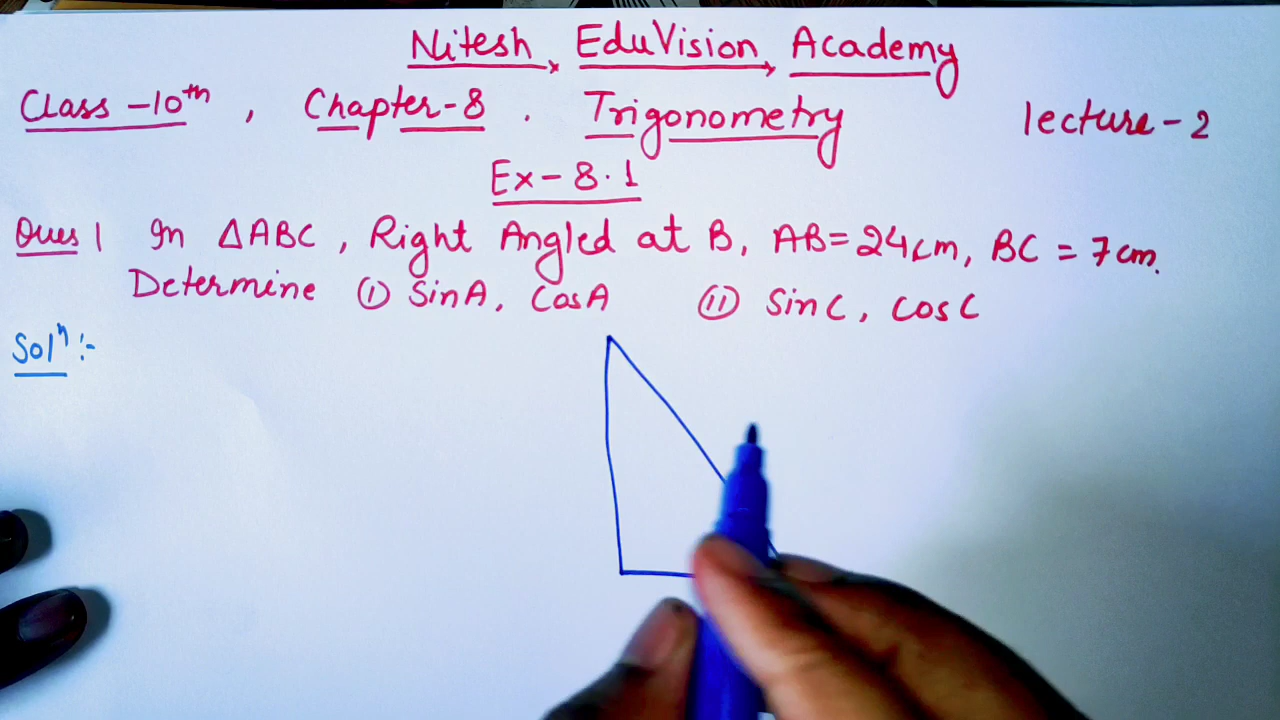 Nitesh EduVision Academy
Class-10th, Chapter-8. Trigonometry lecture-2
Ex-8.1
Ques 1 In ΔABC, Right Angled at B, AB=24cm, BC=7cm.
Determine (i) SinA, CosA (ii) SinC, CosC
Solⁿ:-